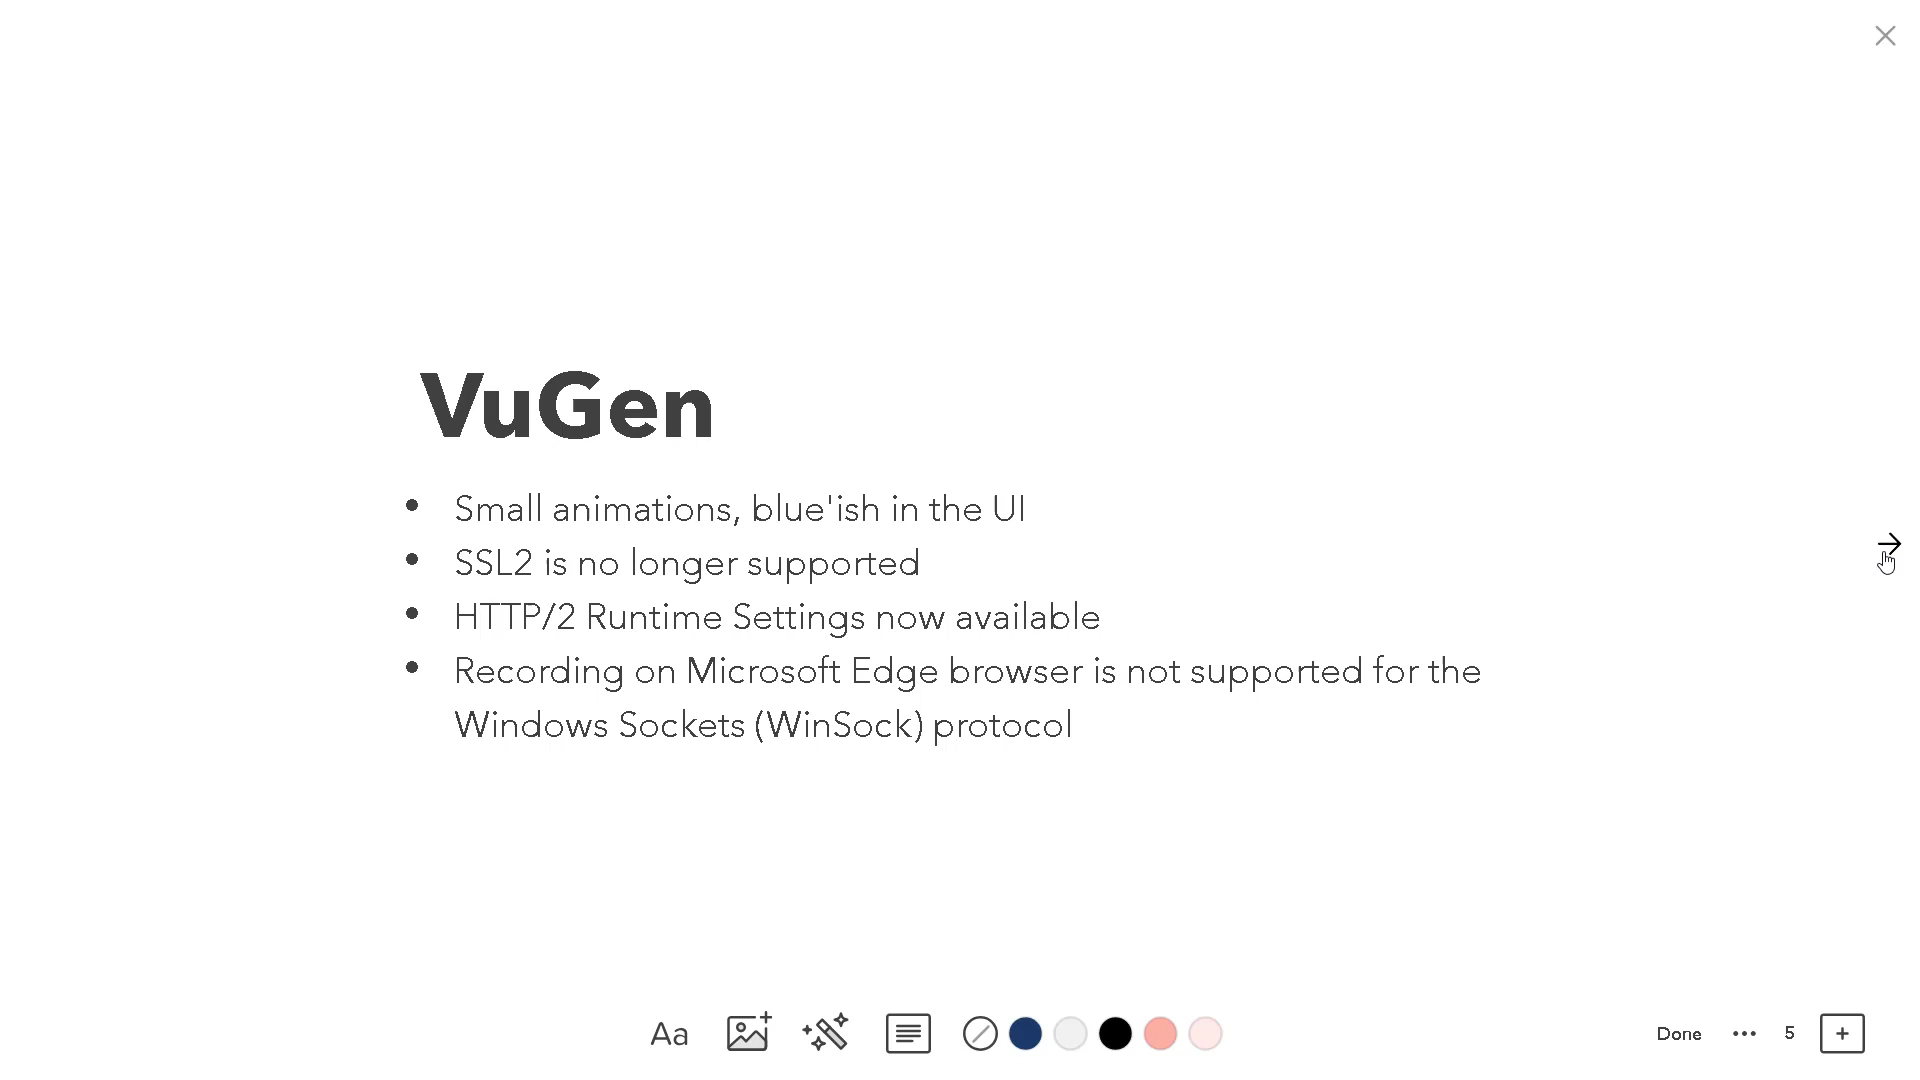 VuGen
• Small animations, blue'ish in the UI
• SSL2 is no longer supported
• HTTP/2 Runtime Settings now available
• Recording on Microsoft Edge browser is not supported for the
Windows Sockets (WinSock) protocol
Aa
Done ••• 5 +